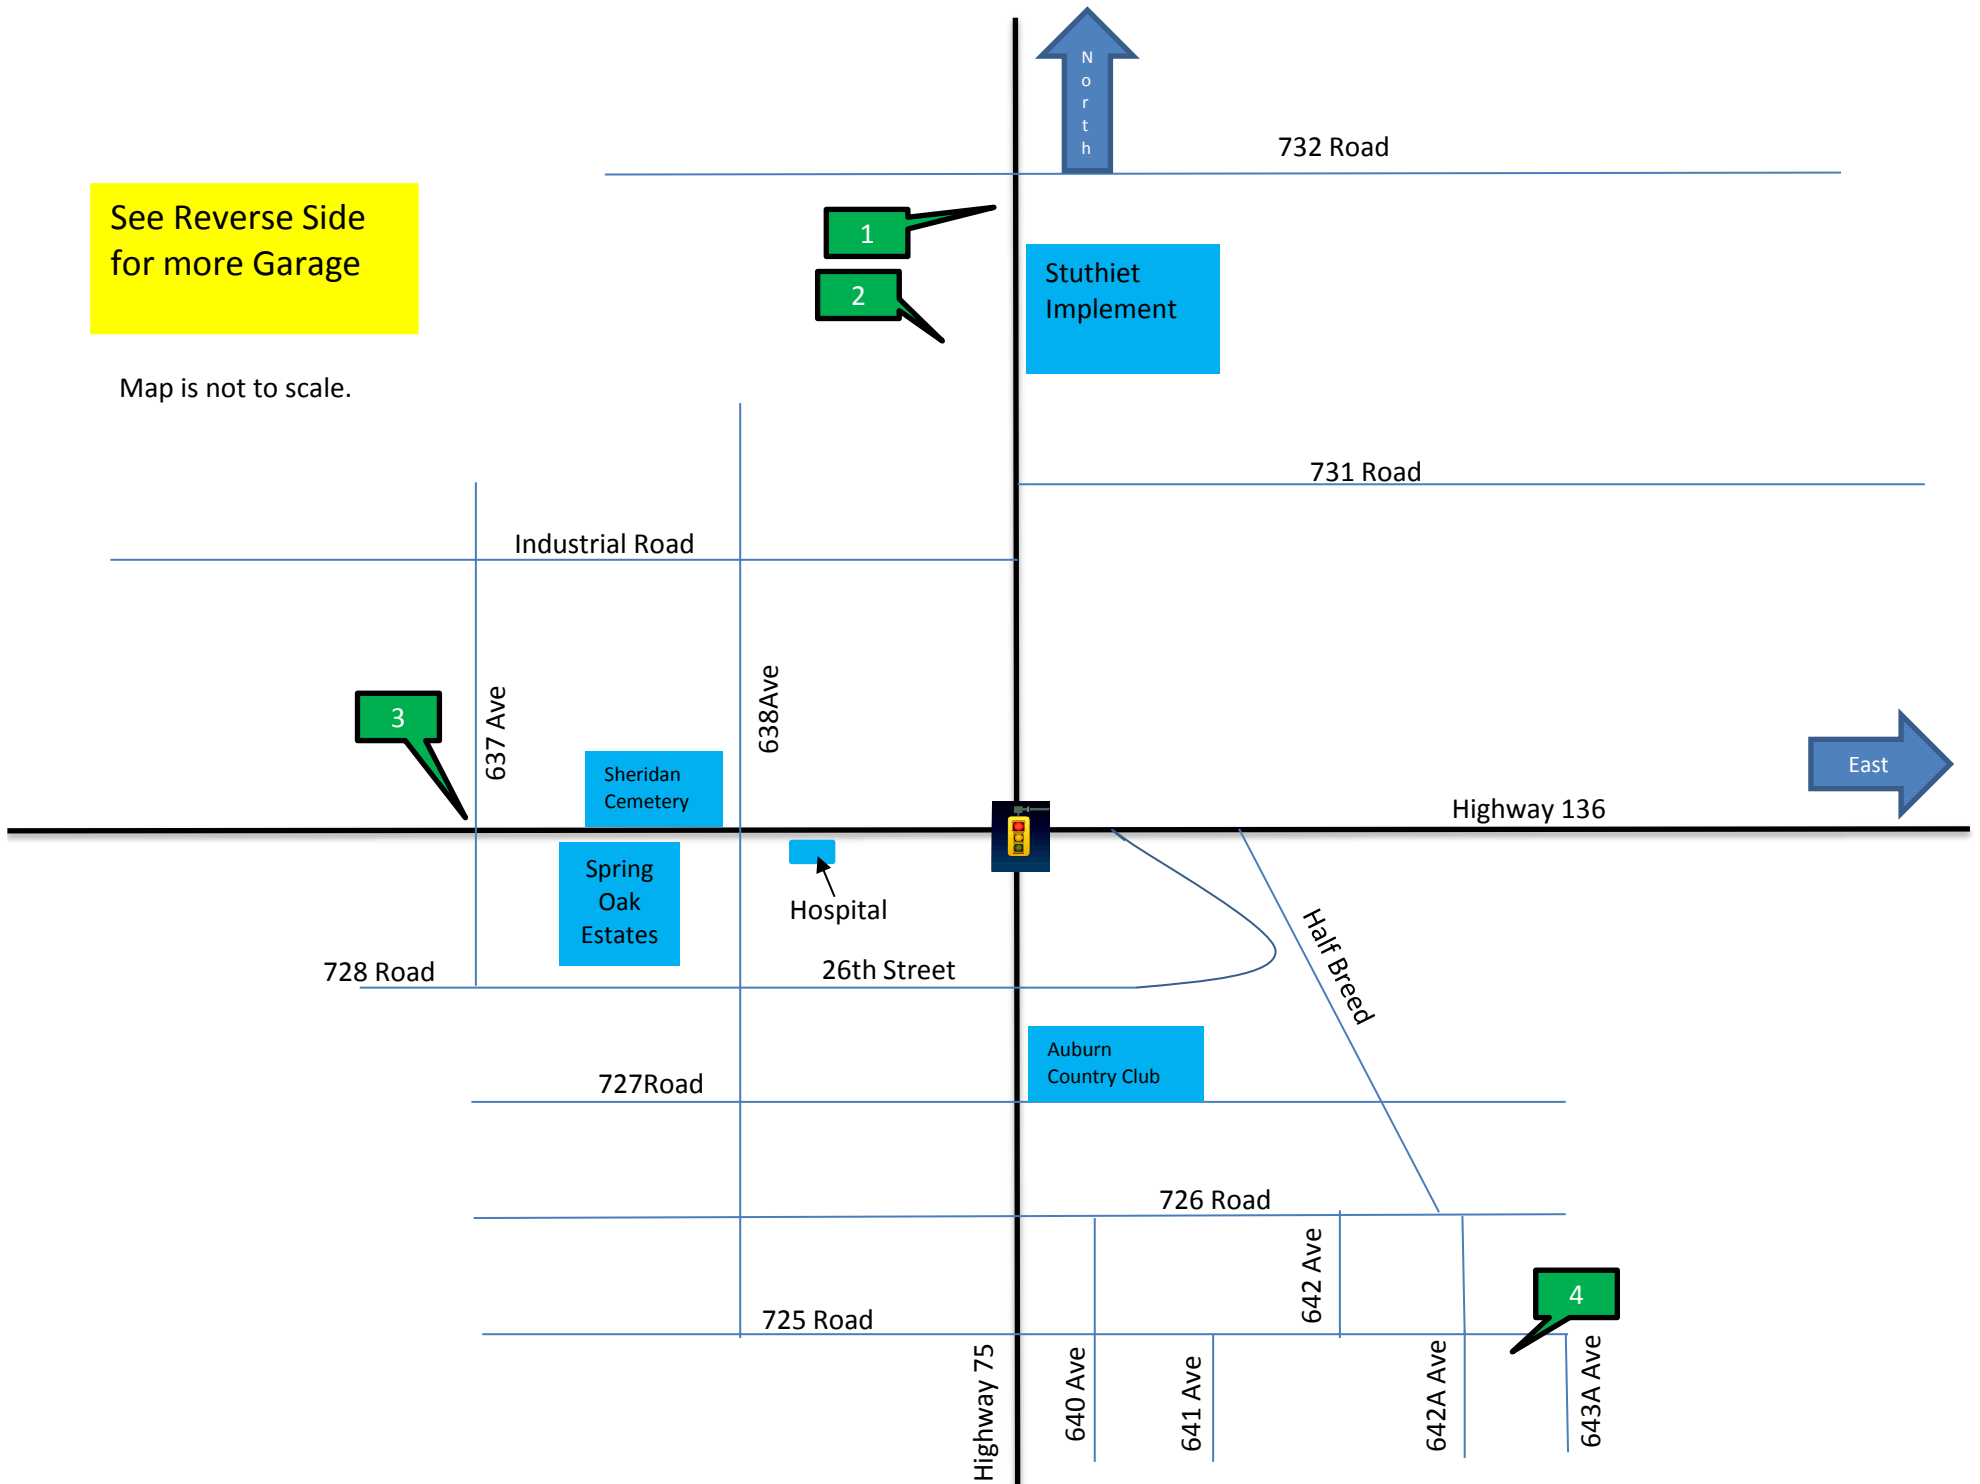 North
732 Road
See Reverse Side
for more Garage
1
2
Stuthiet
Implement
Map is not to scale.
731 Road
Industrial Road
3
637 Ave
638Ave
Sheridan
Cemetery
East
Highway 136
Spring
Oak
Estates
Hospital
Half Breed
728 Road
26th Street
Auburn
Country Club
727Road
726 Road
642 Ave
4
725 Road
Highway 75
640 Ave
641 Ave
642A Ave
643A Ave